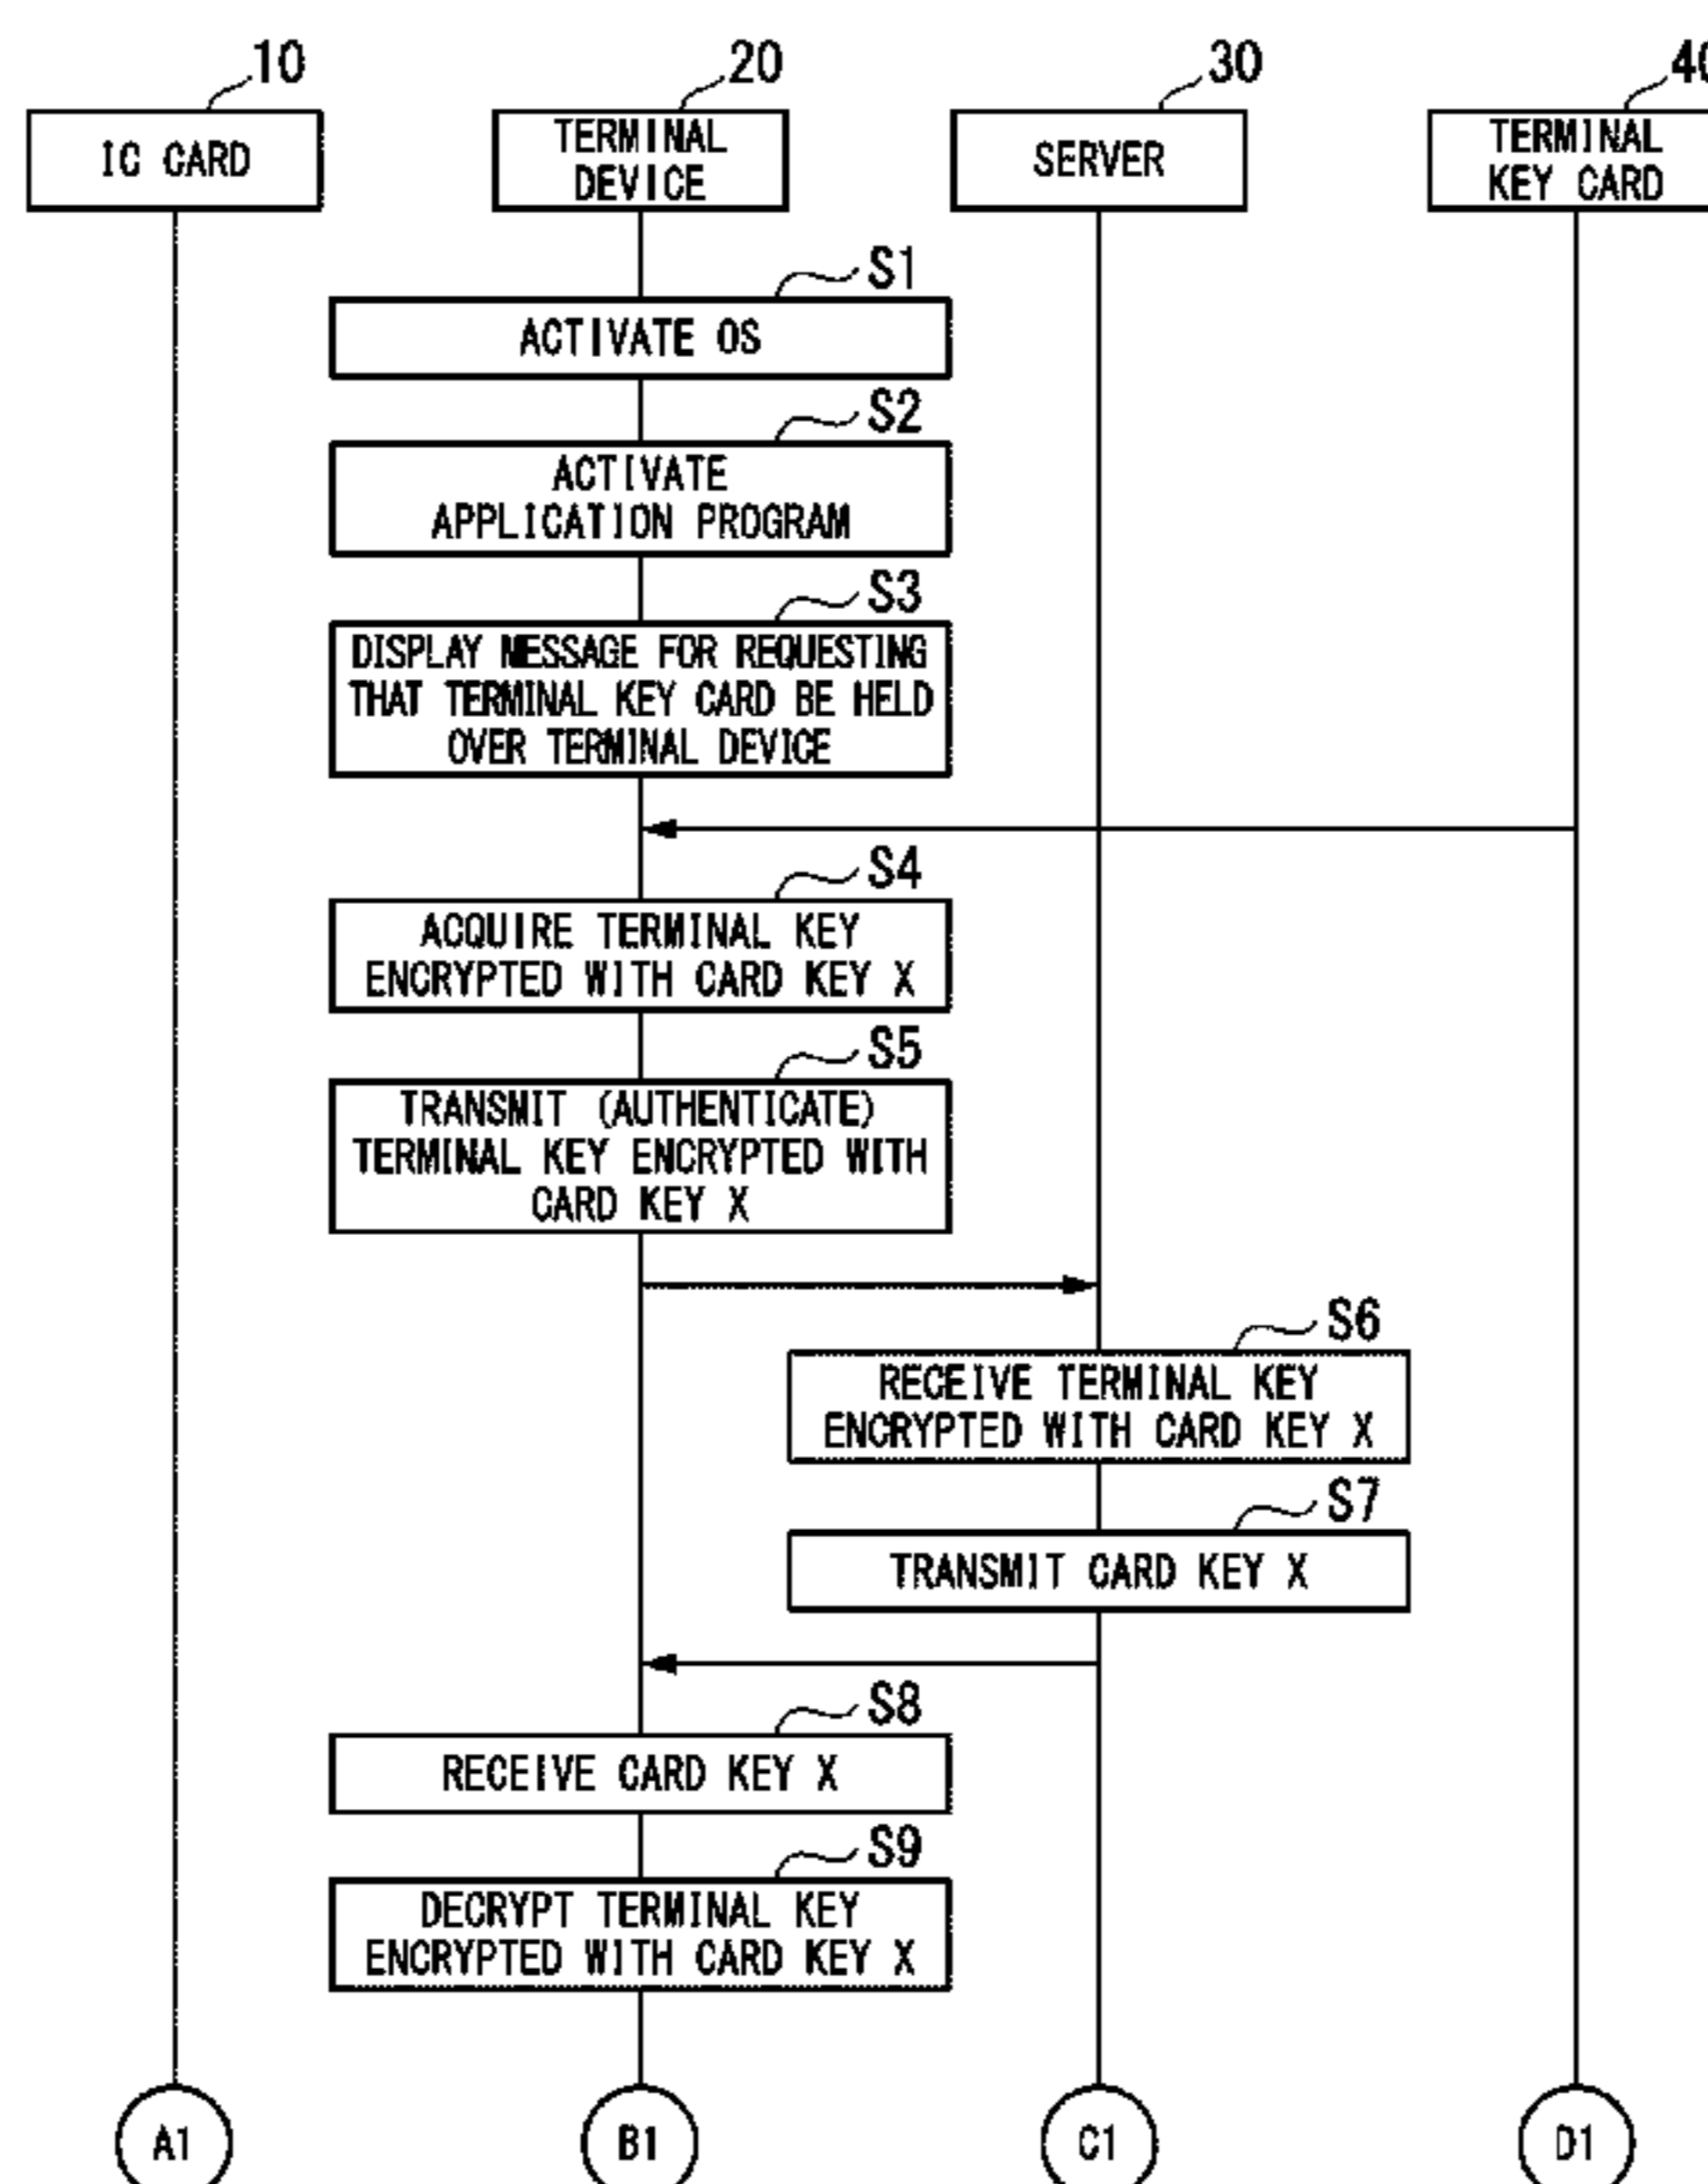 10
20
30
IC CARD
TERMINAL
DEVICE
SERVER
TERMINAL
KEY CARD
S1
ACTIVATE OS
S2
ACTIVATE
APPLICATION PROGRAM
S3
DISPLAY MESSAGE FOR REQUESTING
THAT TERMINAL KEY CARD BE HELD
OVER TERMINAL DEVICE
S4
ACQUIRE TERMINAL KEY
ENCRYPTED WITH CARD KEY X
S5
TRANSMIT (AUTHENTICATE)
TERMINAL KEY ENCRYPTED WITH
CARD KEY X
S6
RECEIVE TERMINAL KEY
ENCRYPTED WITH CARD KEY X
S7
TRANSMIT CARD KEY X
S8
RECEIVE CARD KEY X
S9
DECRYPT TERMINAL KEY
ENCRYPTED WITH CARD KEY X
A1
B1
C1
D1